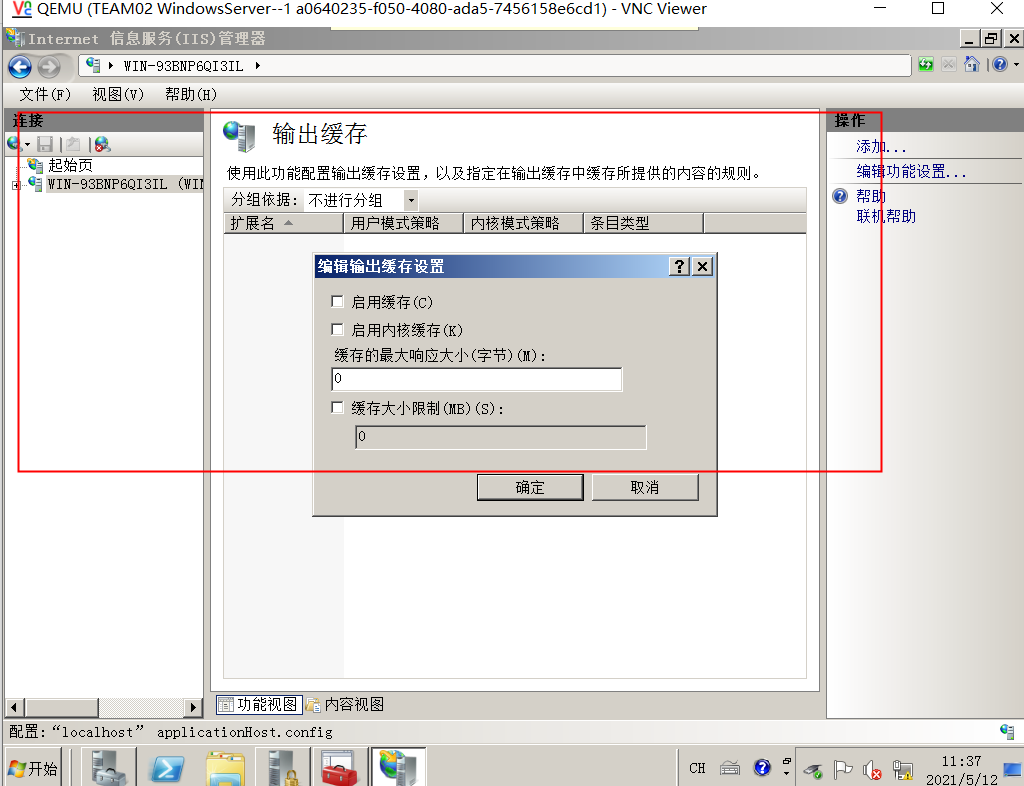 QEMU (TEAM02 WindowsServer--1 a0640235-f050-4080-ada5-7456158e6cd1) - VNC Viewer
Internet 信息服务(IIS)管理器
WIN-93BNP6QI3IL
文件(F) 视图(V) 帮助(H)
连接
起始页
WIN-93BNP6QI3IL (WIN
输出缓存
使用此功能配置输出缓存设置，以及指定在输出缓存中缓存所提供的内容的规则。
分组依据: 不进行分组
扩展名 用户模式策略 内核模式策略 条目类型
编辑输出缓存设置
启用缓存(C)
启用内核缓存(K)
缓存的最大响应大小(字节)(M):
0
缓存大小限制(MB)(S):
0
确定 取消
操作
添加...
编辑功能设置...
帮助
联机帮助
功能视图 内容视图
配置:“localhost” applicationHost.config
开始
CH
11:37
2021/5/12